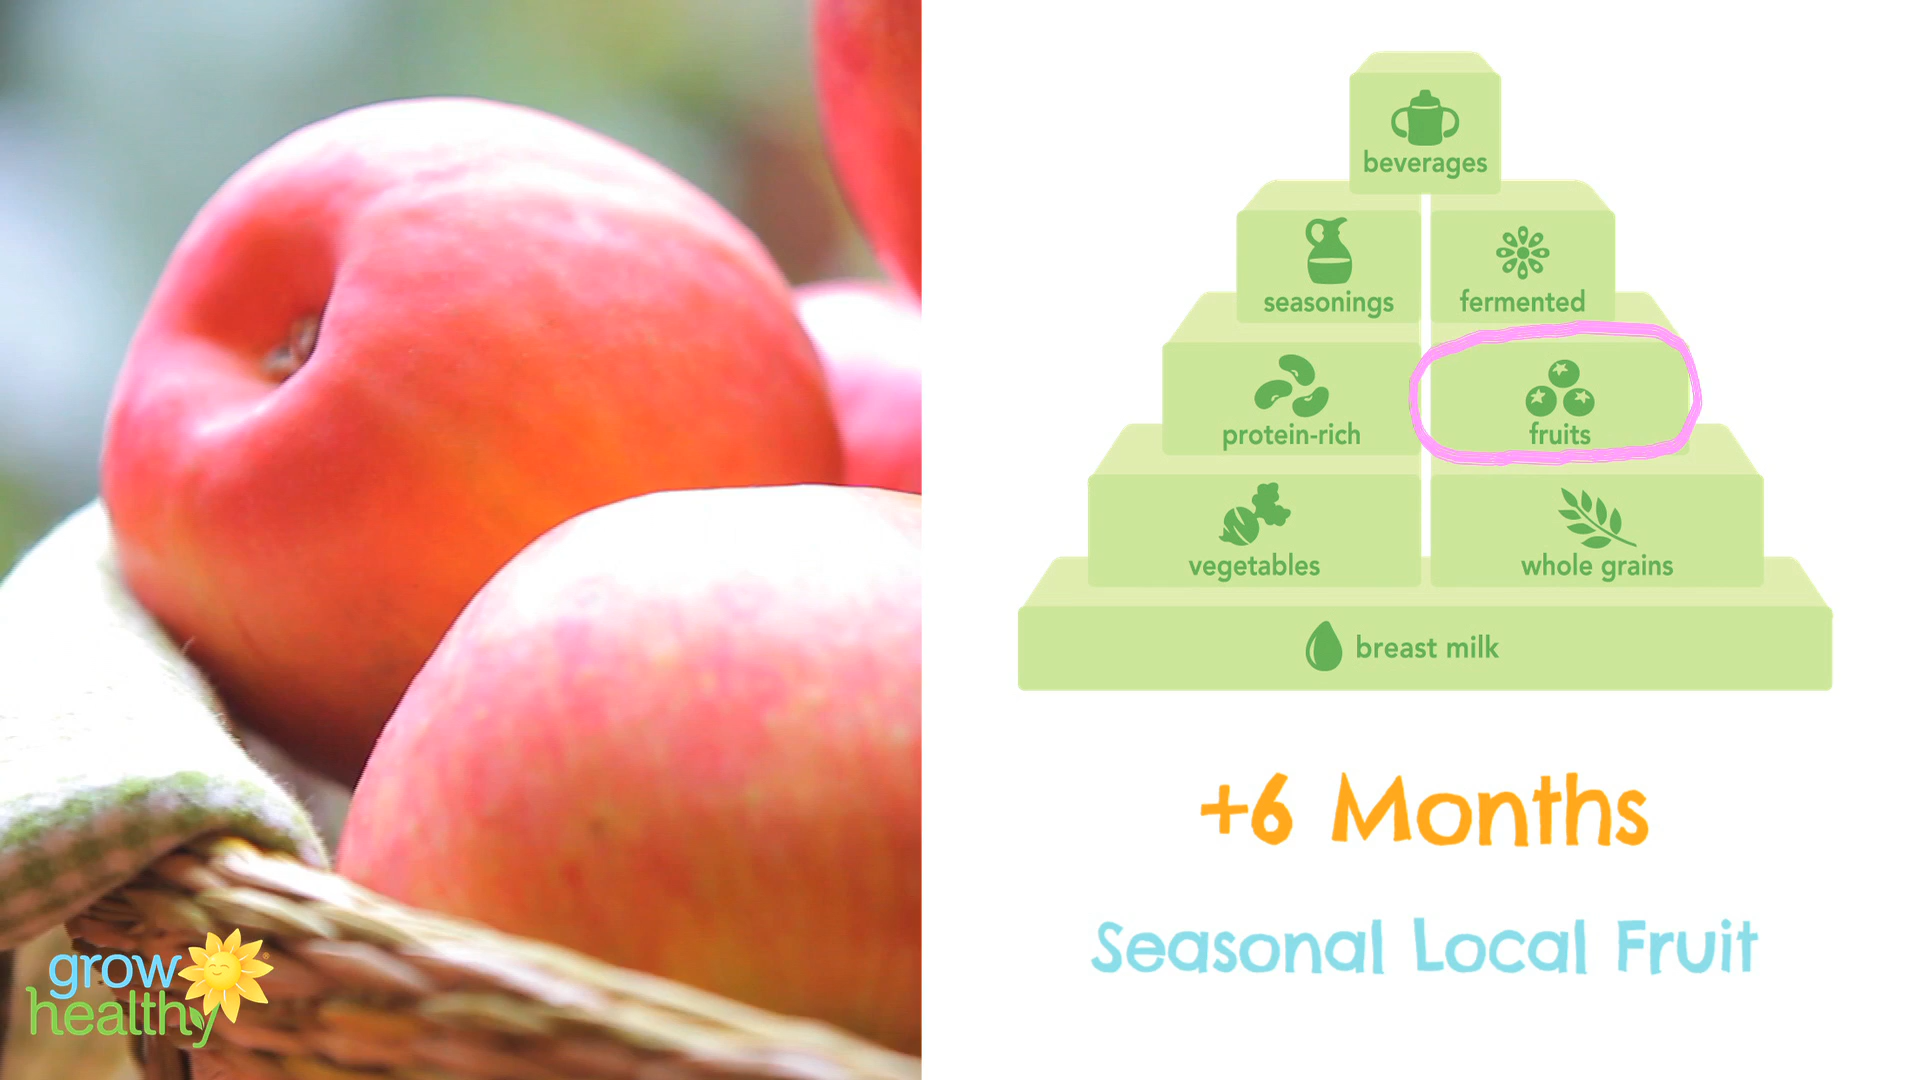 beverages
seasonings
fermented
protein-rich
fruits
vegetables
whole grains
breast milk
+6 Months
Seasonal Local Fruit
grow
healthy